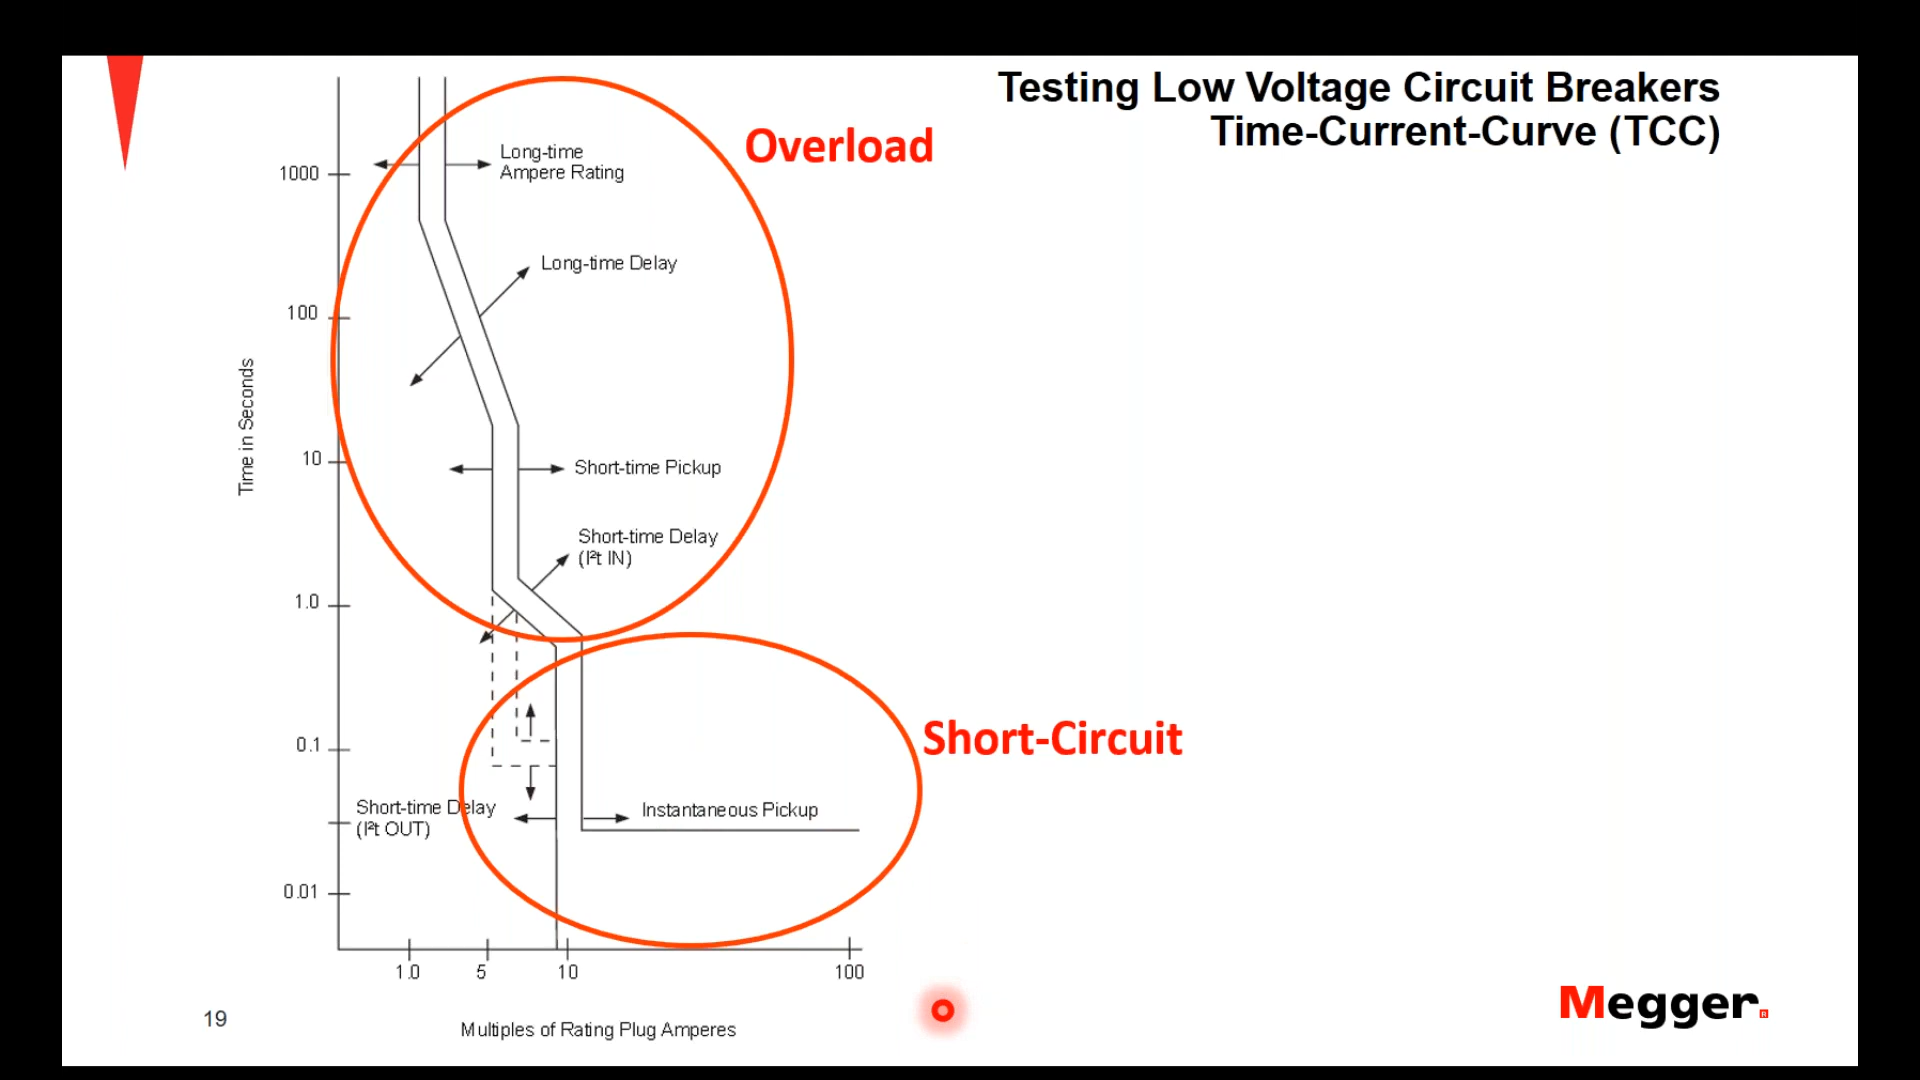 Testing Low Voltage Circuit Breakers
Time-Current-Curve (TCC)
Overload
Long-time
Ampere Rating
1000
Long-time Delay
100
Time in Seconds
10
Short-time Pickup
Short-time Delay
(I²t IN)
1.0
Short-Circuit
0.1
Short-time Delay
(I²t OUT)
Instantaneous Pickup
0.01
1.0 5 10 100
Multiples of Rating Plug Amperes
19
Megger®